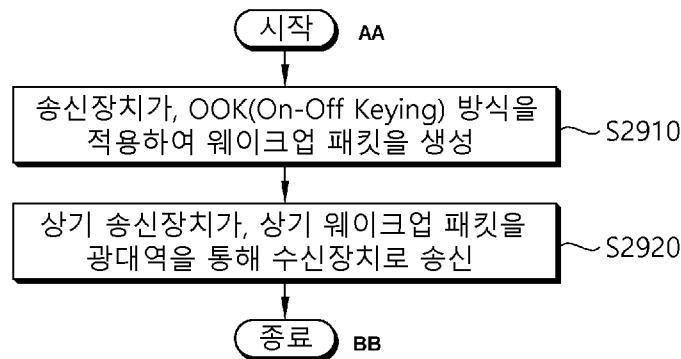 시작 AA
송신장치가, OOK(On-Off Keying) 방식을
적용하여 웨이크업 패킷을 생성
S2910
상기 송신장치가, 상기 웨이크업 패킷을
광대역을 통해 수신장치로 송신
S2920
종료 BB